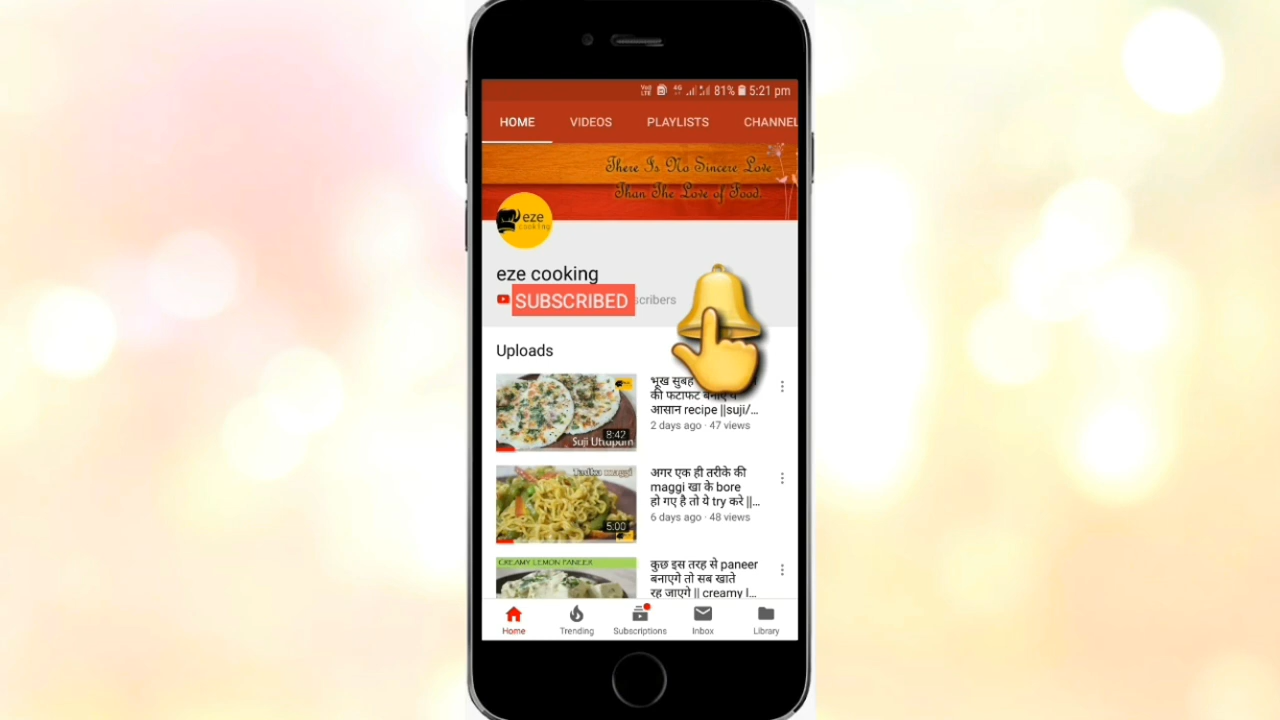 81% 5:21 pm
HOME VIDEOS PLAYLISTS CHANNEL
There Is No Sincere Love
Than The Love of Food.
eze
cooking
eze cooking
SUBSCRIBED scribers
Uploads
भूख सुबह
की फटाफट बनाए ये
आसान recipe ||suji/...
2 days ago · 47 views
8:42
Suji Uttapam
अगर एक ही तरीके की
maggi खा के bore
हो गए है तो ये try करे ||...
6 days ago · 48 views
Tadka maggi
5:00
कुछ इस तरह से paneer
बनाएगे तो सब खाते
रह जाएगे || creamy l...
CREAMY LEMON PANEER
Home Trending Subscriptions Inbox Library